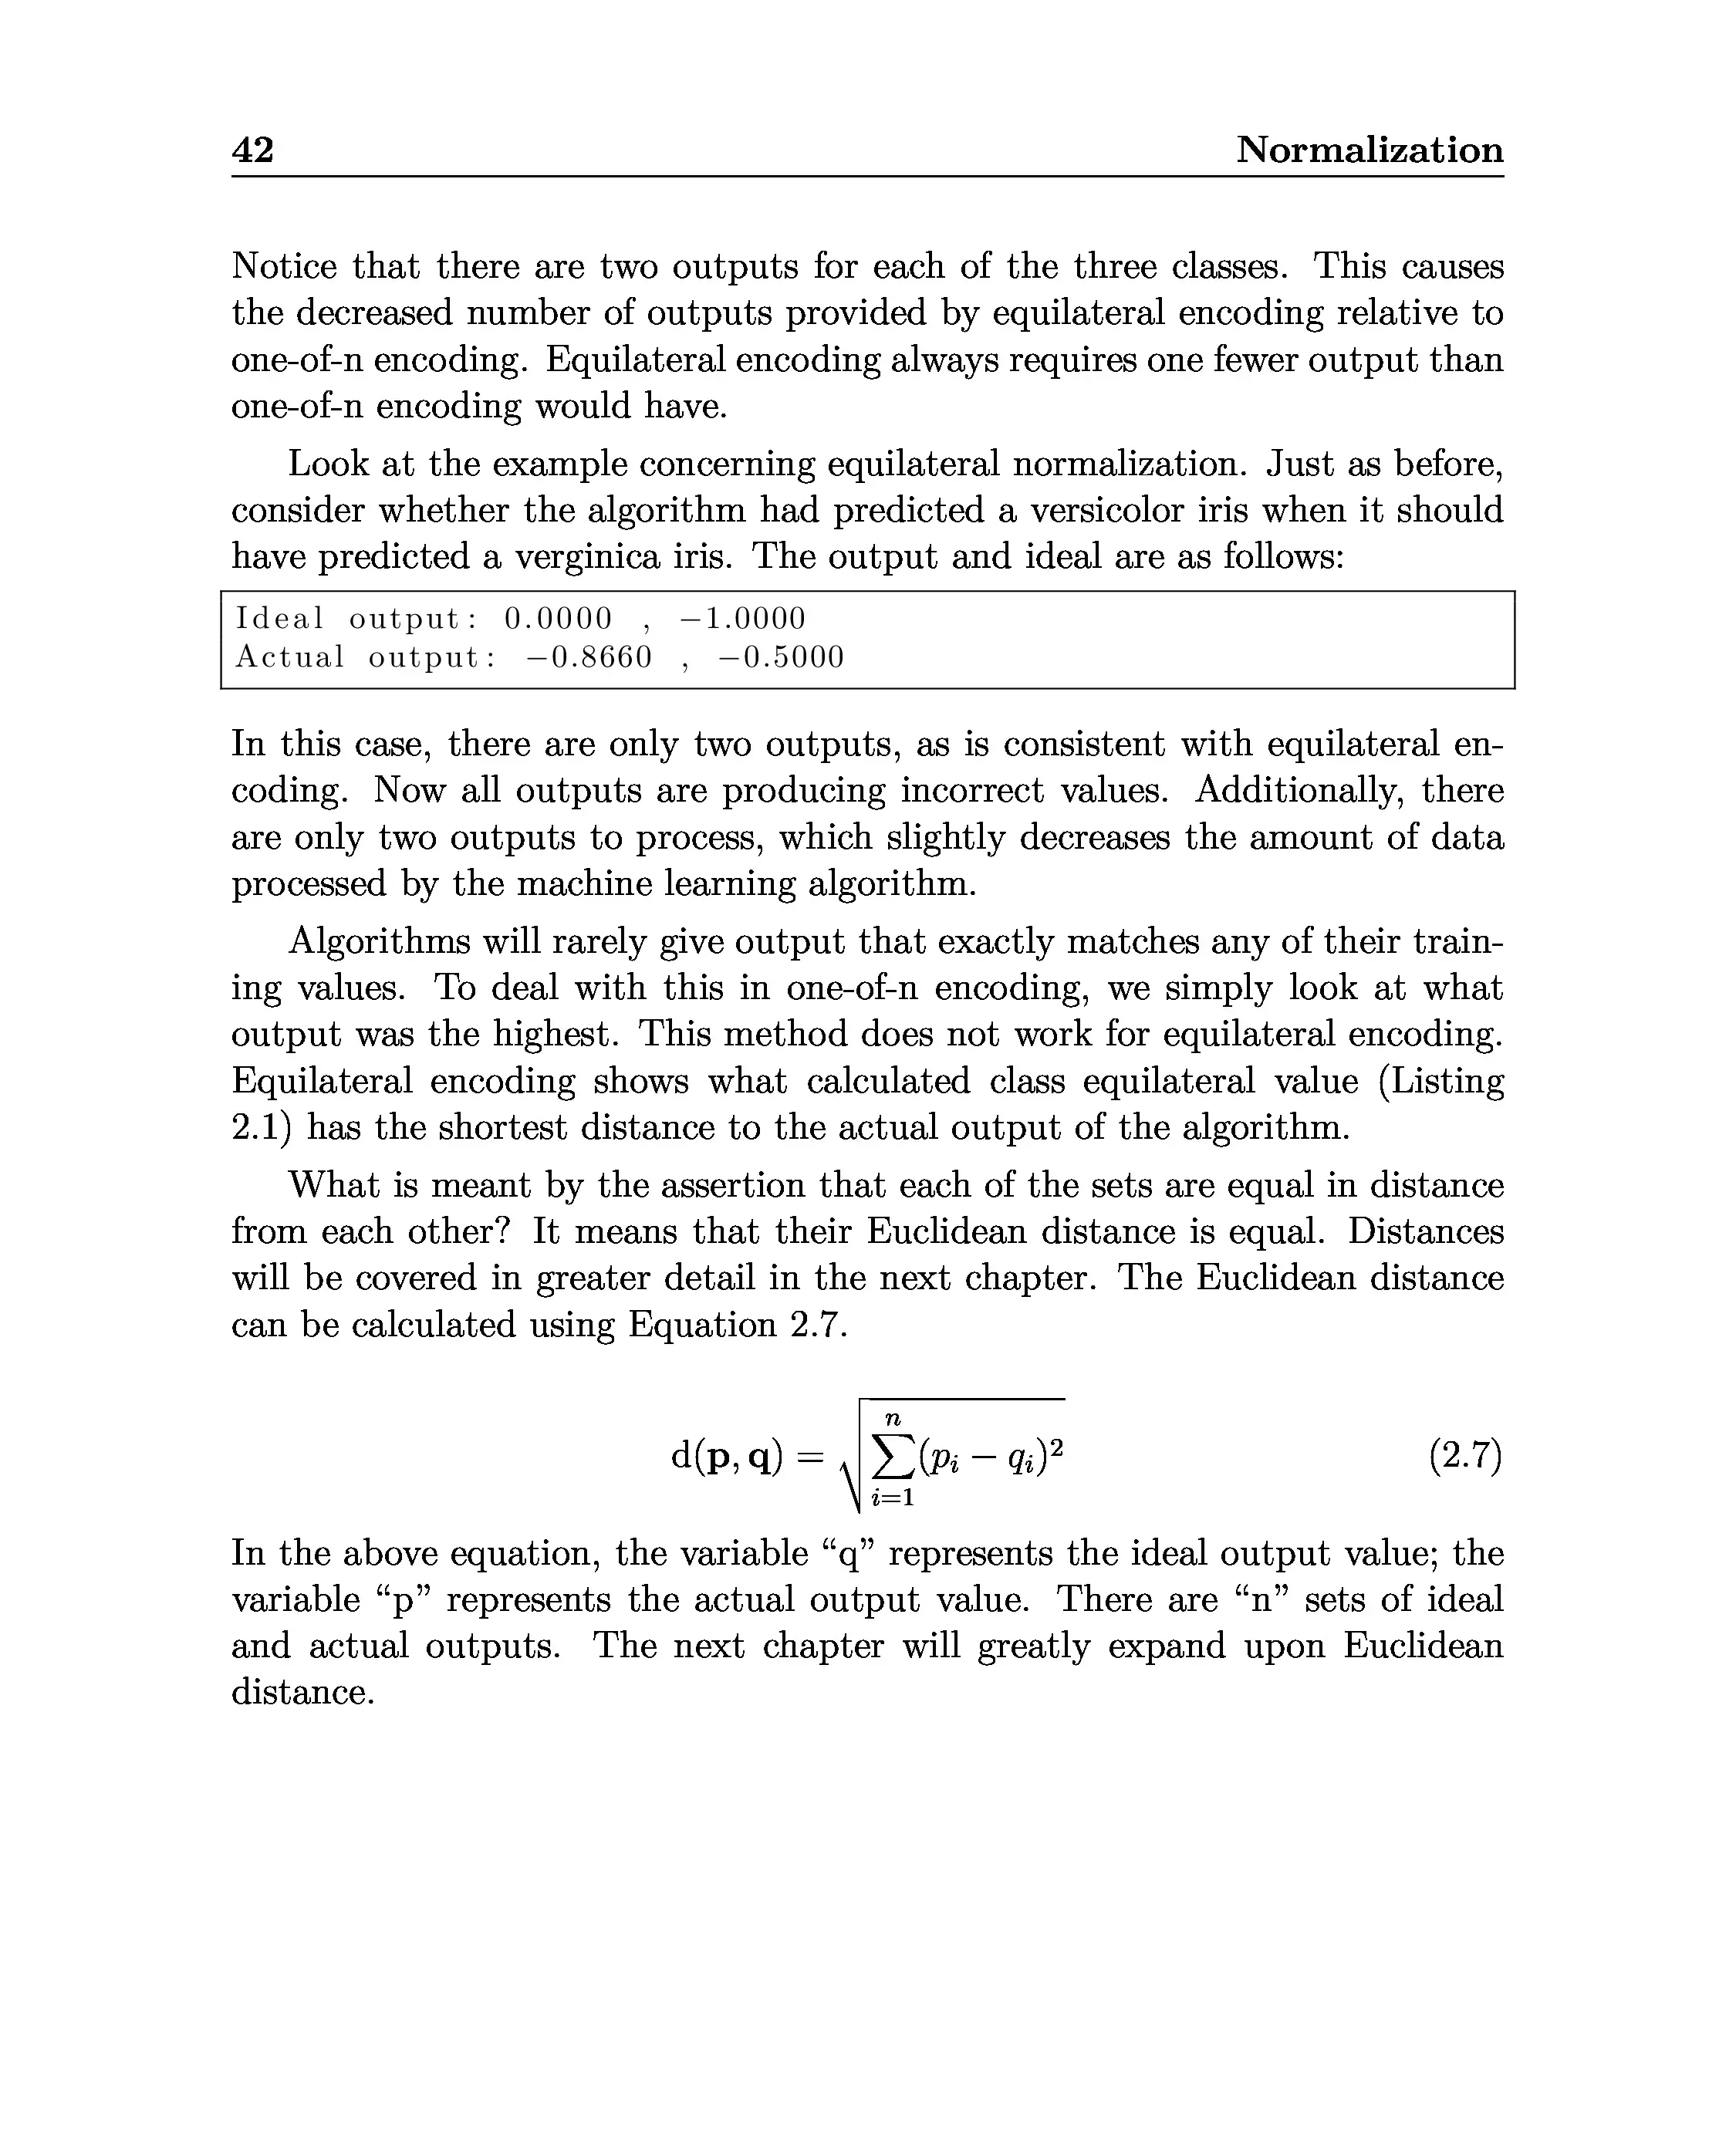 42 Normalization
Notice that there are two outputs for each of the three classes. This causes
the decreased number of outputs provided by equilateral encoding relative to
one-of-n encoding. Equilateral encoding always requires one fewer output than
one-of-n encoding would have.
Look at the example concerning equilateral normalization. Just as before,
consider whether the algorithm had predicted a versicolor iris when it should
have predicted a verginica iris. The output and ideal are as follows:
Ideal output: 0.0000 , −1.0000
Actual output: −0.8660 , −0.5000
In this case, there are only two outputs, as is consistent with equilateral en-
coding. Now all outputs are producing incorrect values. Additionally, there
are only two outputs to process, which slightly decreases the amount of data
processed by the machine learning algorithm.
Algorithms will rarely give output that exactly matches any of their train-
ing values. To deal with this in one-of-n encoding, we simply look at what
output was the highest. This method does not work for equilateral encoding.
Equilateral encoding shows what calculated class equilateral value (Listing
2.1) has the shortest distance to the actual output of the algorithm.
What is meant by the assertion that each of the sets are equal in distance
from each other? It means that their Euclidean distance is equal. Distances
will be covered in greater detail in the next chapter. The Euclidean distance
can be calculated using Equation 2.7.
d(p, q) = √∑ⁿᵢ₌₁(pᵢ − qᵢ)² (2.7)
In the above equation, the variable “q” represents the ideal output value; the
variable “p” represents the actual output value. There are “n” sets of ideal
and actual outputs. The next chapter will greatly expand upon Euclidean
distance.